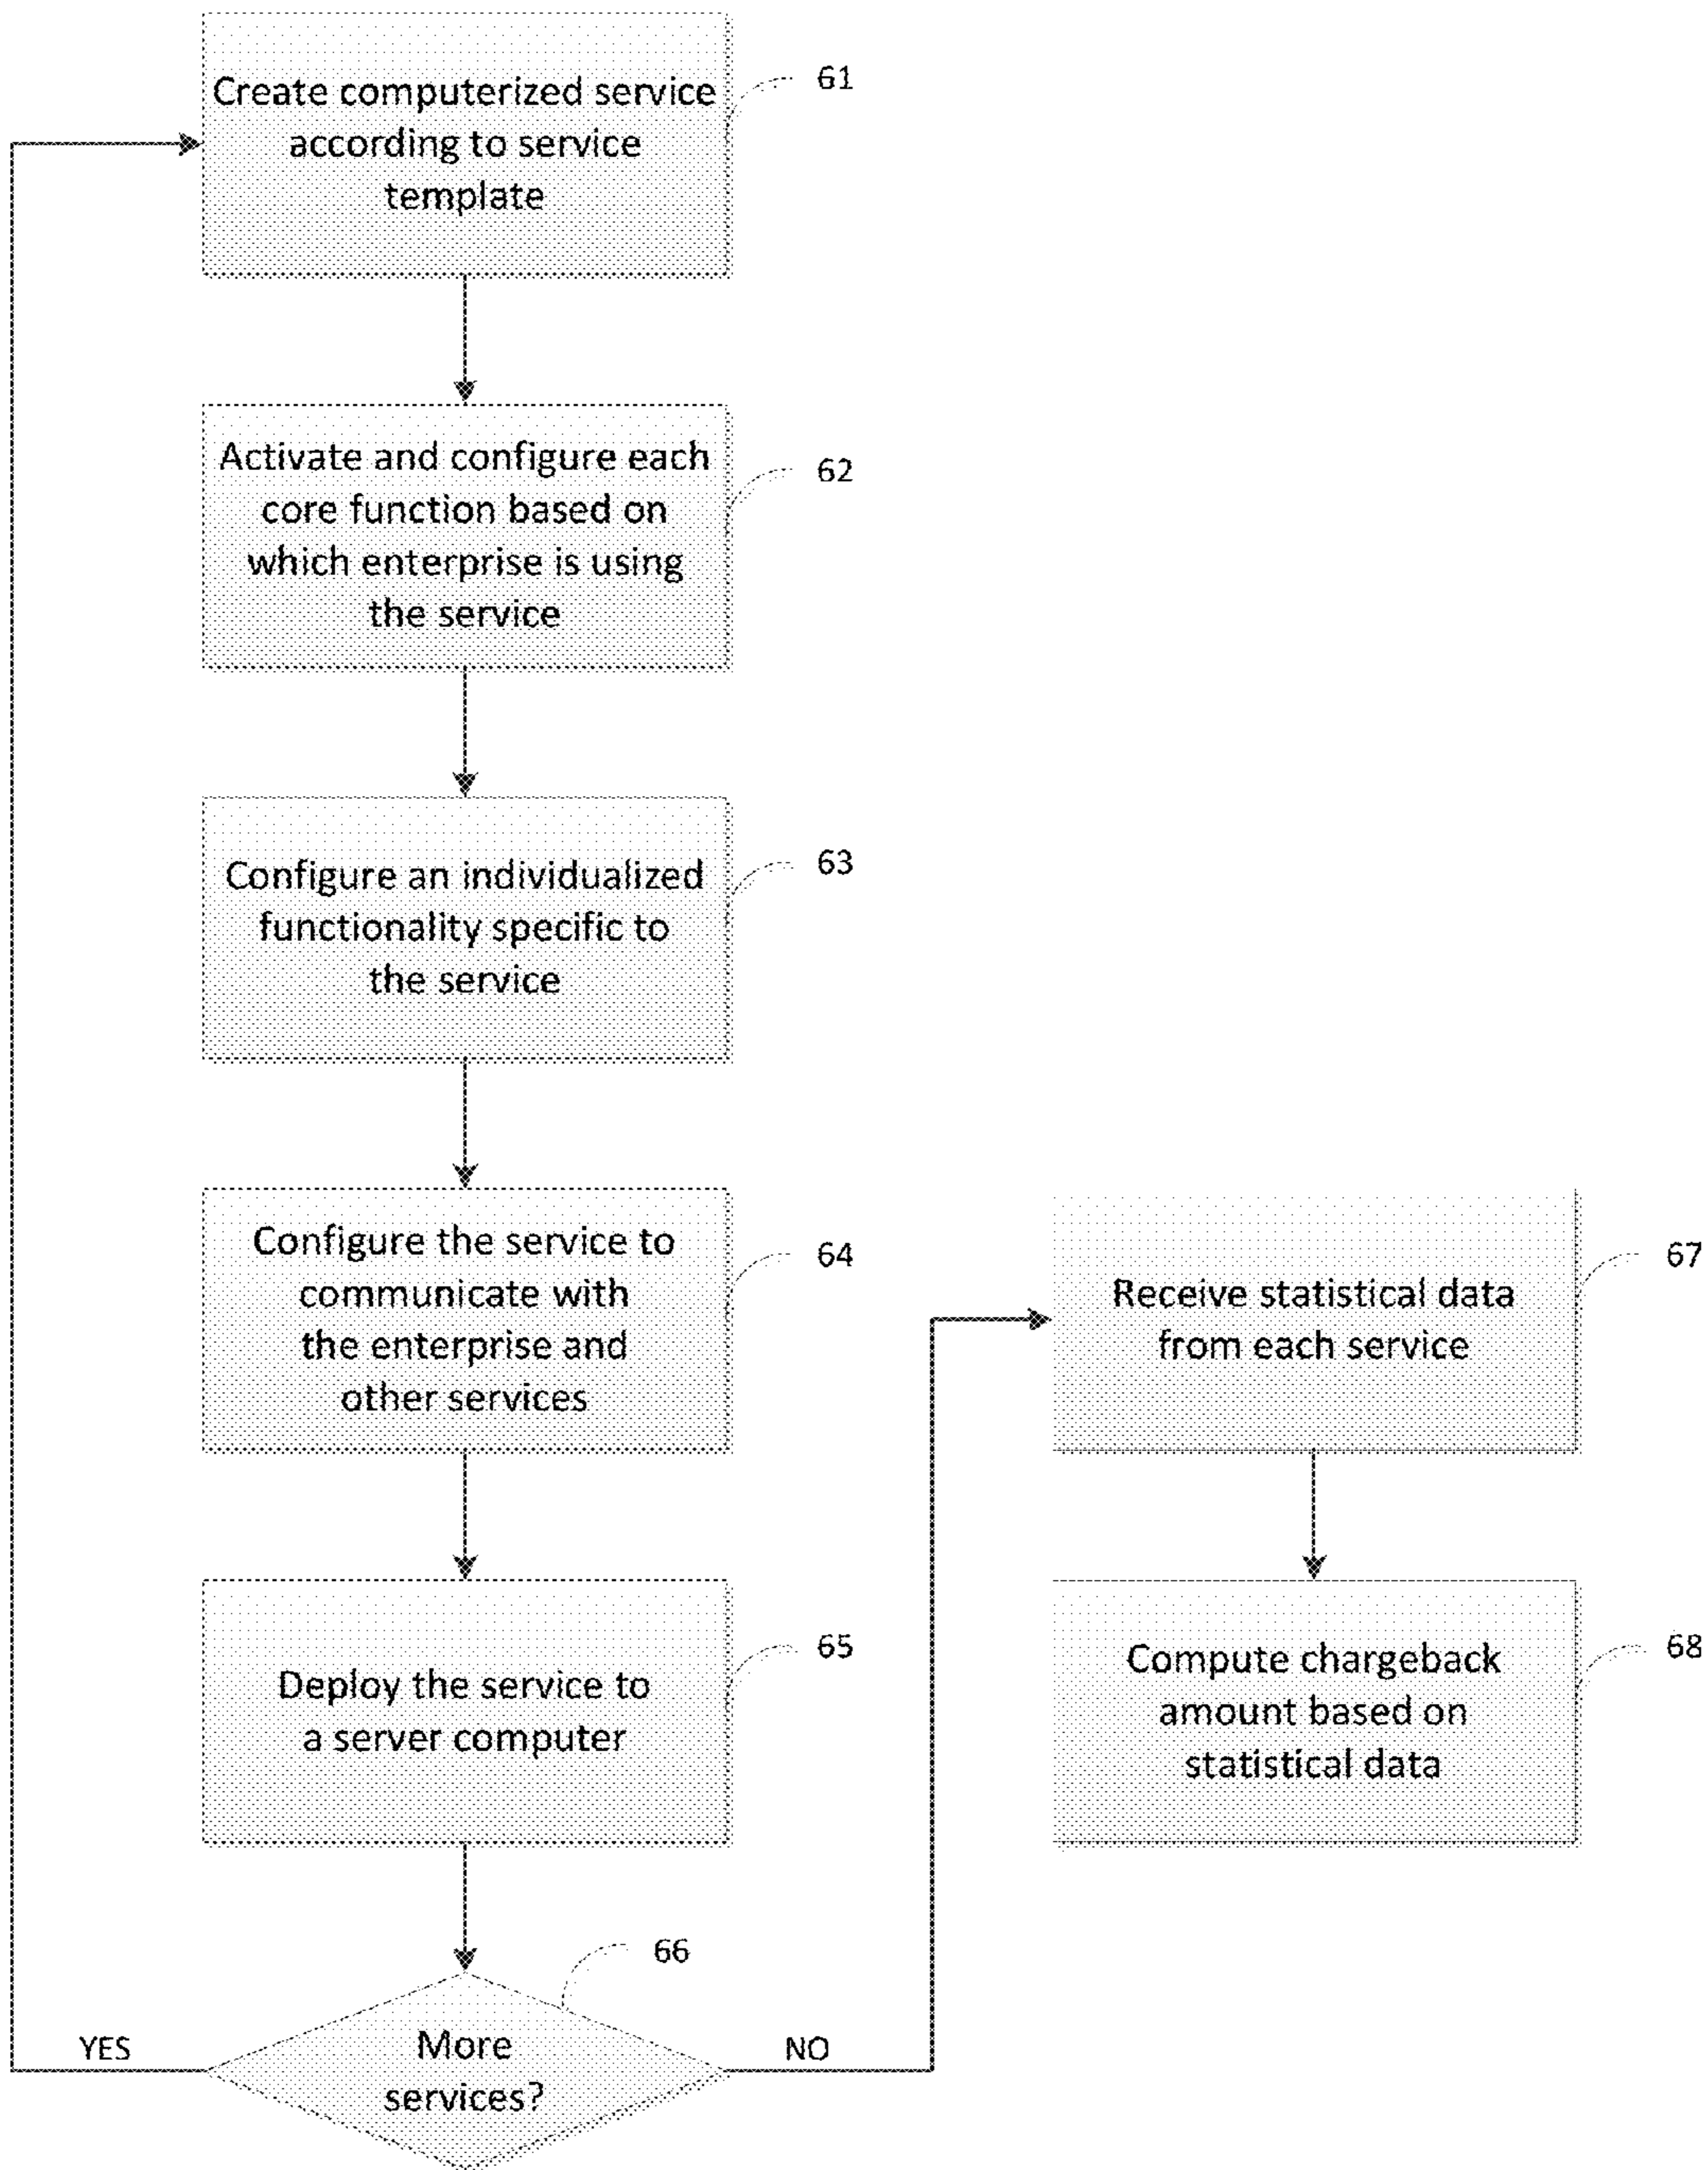 Create computerized service
according to service
template
61
Activate and configure each
core function based on
which enterprise is using
the service
62
Configure an individualized
functionality specific to
the service
63
Configure the service to
communicate with
the enterprise and
other services
64
Deploy the service to
a server computer
65
66
More
services?
YES
NO
Receive statistical data
from each service
67
Compute chargeback
amount based on
statistical data
68